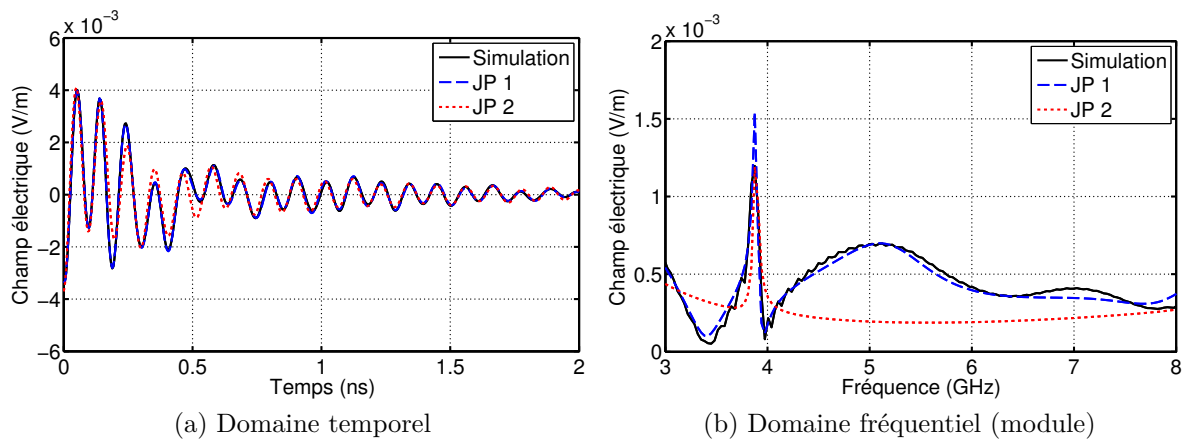 x 10⁻³
6
4
2
0
−2
−4
−6
Champ électrique (V/m)
0
0.5
1
1.5
2
Temps (ns)
Simulation
JP 1
JP 2
(a) Domaine temporel
x 10⁻³
2
1.5
1
0.5
0
Champ électrique (V/m)
3
4
5
6
7
8
Fréquence (GHz)
Simulation
JP 1
JP 2
(b) Domaine fréquentiel (module)